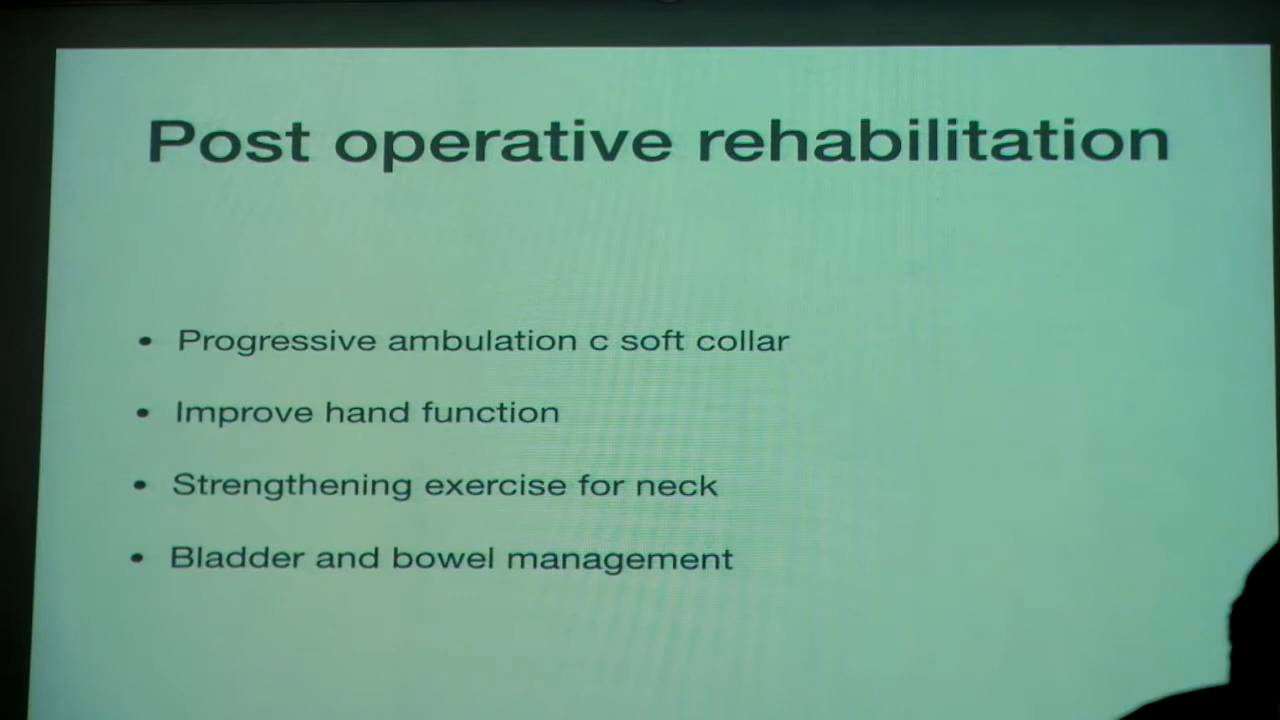 Post operative rehabilitation
• Progressive ambulation c soft collar
• Improve hand function
• Strengthening exercise for neck
• Bladder and bowel management